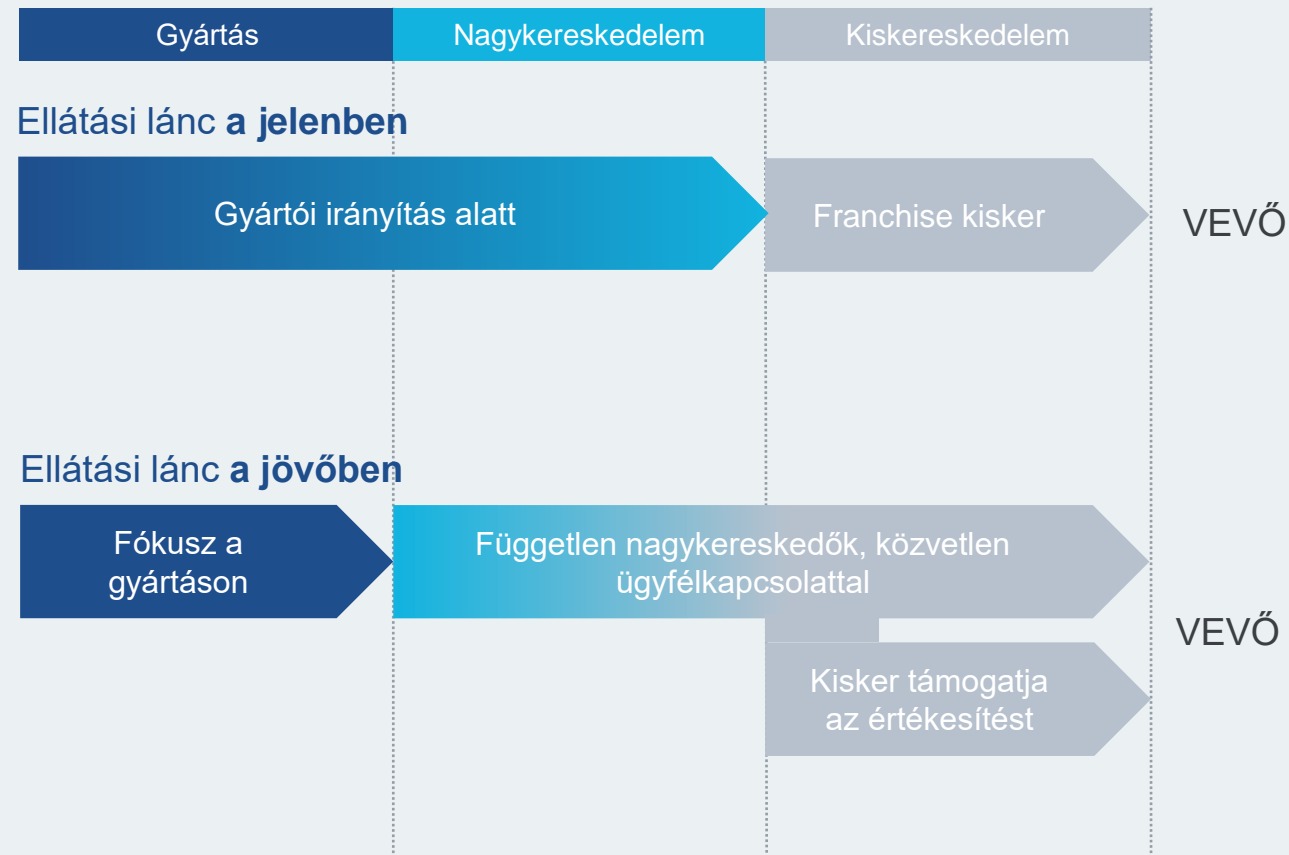 Gyártás
Nagykereskedelem
Kiskereskedelem
Ellátási lánc a jelenben
Gyártói irányítás alatt
Franchise kisker
VEVŐ
Ellátási lánc a jövőben
Fókusz a
gyártáson
Független nagykereskedők, közvetlen
ügyfélkapcsolattal
VEVŐ
Kisker támogatja
az értékesítést